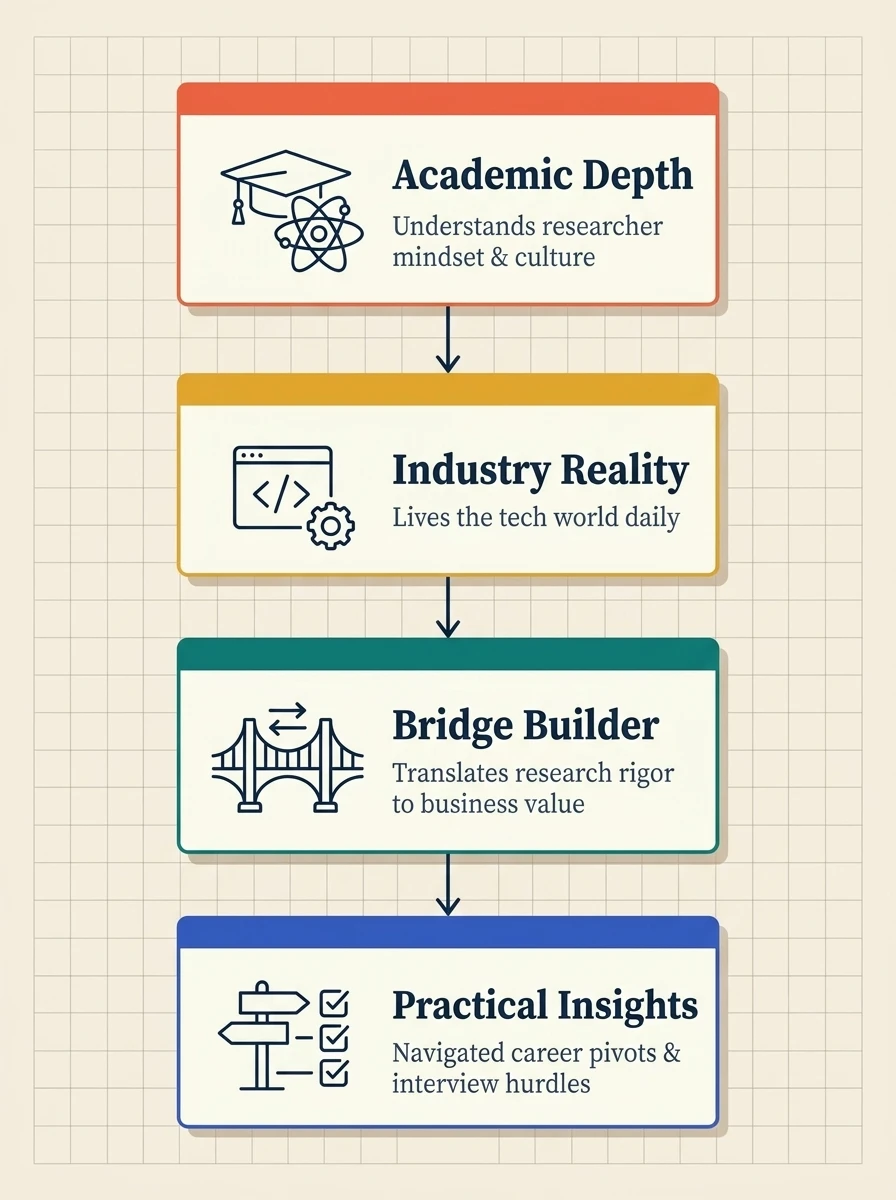 Academic Depth
Understands researcher
mindset & culture
</>
Industry Reality
Lives the tech world daily
Bridge Builder
Translates research rigor
to business value
Practical Insights
Navigated career pivots &
interview hurdles